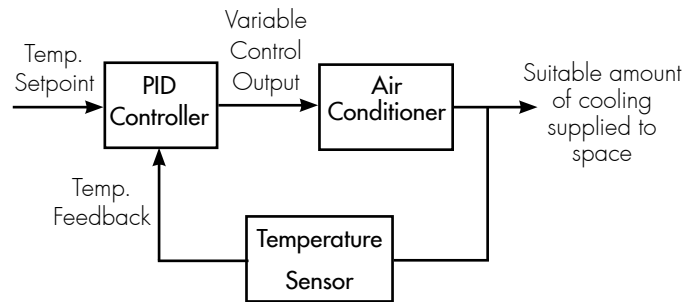 Temp.
Setpoint
PID
Controller
Variable
Control
Output
Air
Conditioner
Suitable amount
of cooling
supplied to
space
Temp.
Feedback
Temperature
Sensor